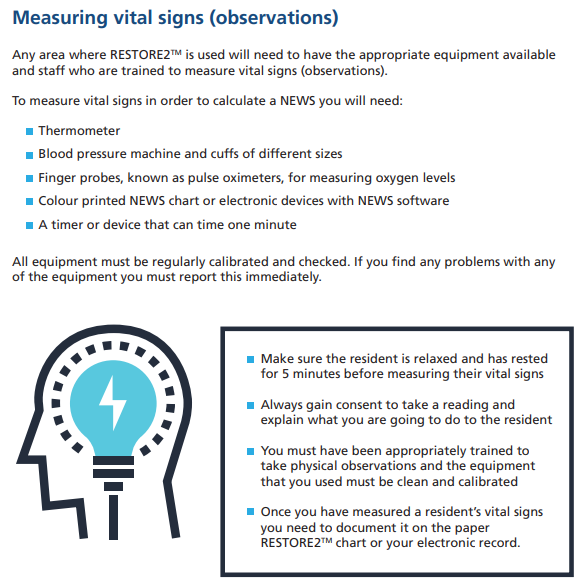 Measuring vital signs (observations)
Any area where RESTORE2™ is used will need to have the appropriate equipment available
and staff who are trained to measure vital signs (observations).
To measure vital signs in order to calculate a NEWS you will need:
Thermometer
Blood pressure machine and cuffs of different sizes
Finger probes, known as pulse oximeters, for measuring oxygen levels
Colour printed NEWS chart or electronic devices with NEWS software
A timer or device that can time one minute
All equipment must be regularly calibrated and checked. If you find any problems with any
of the equipment you must report this immediately.
Make sure the resident is relaxed and has rested
for 5 minutes before measuring their vital signs
Always gain consent to take a reading and
explain what you are going to do to the resident
You must have been appropriately trained to
take physical observations and the equipment
that you used must be clean and calibrated
Once you have measured a resident’s vital signs
you need to document it on the paper
RESTORE2™ chart or your electronic record.